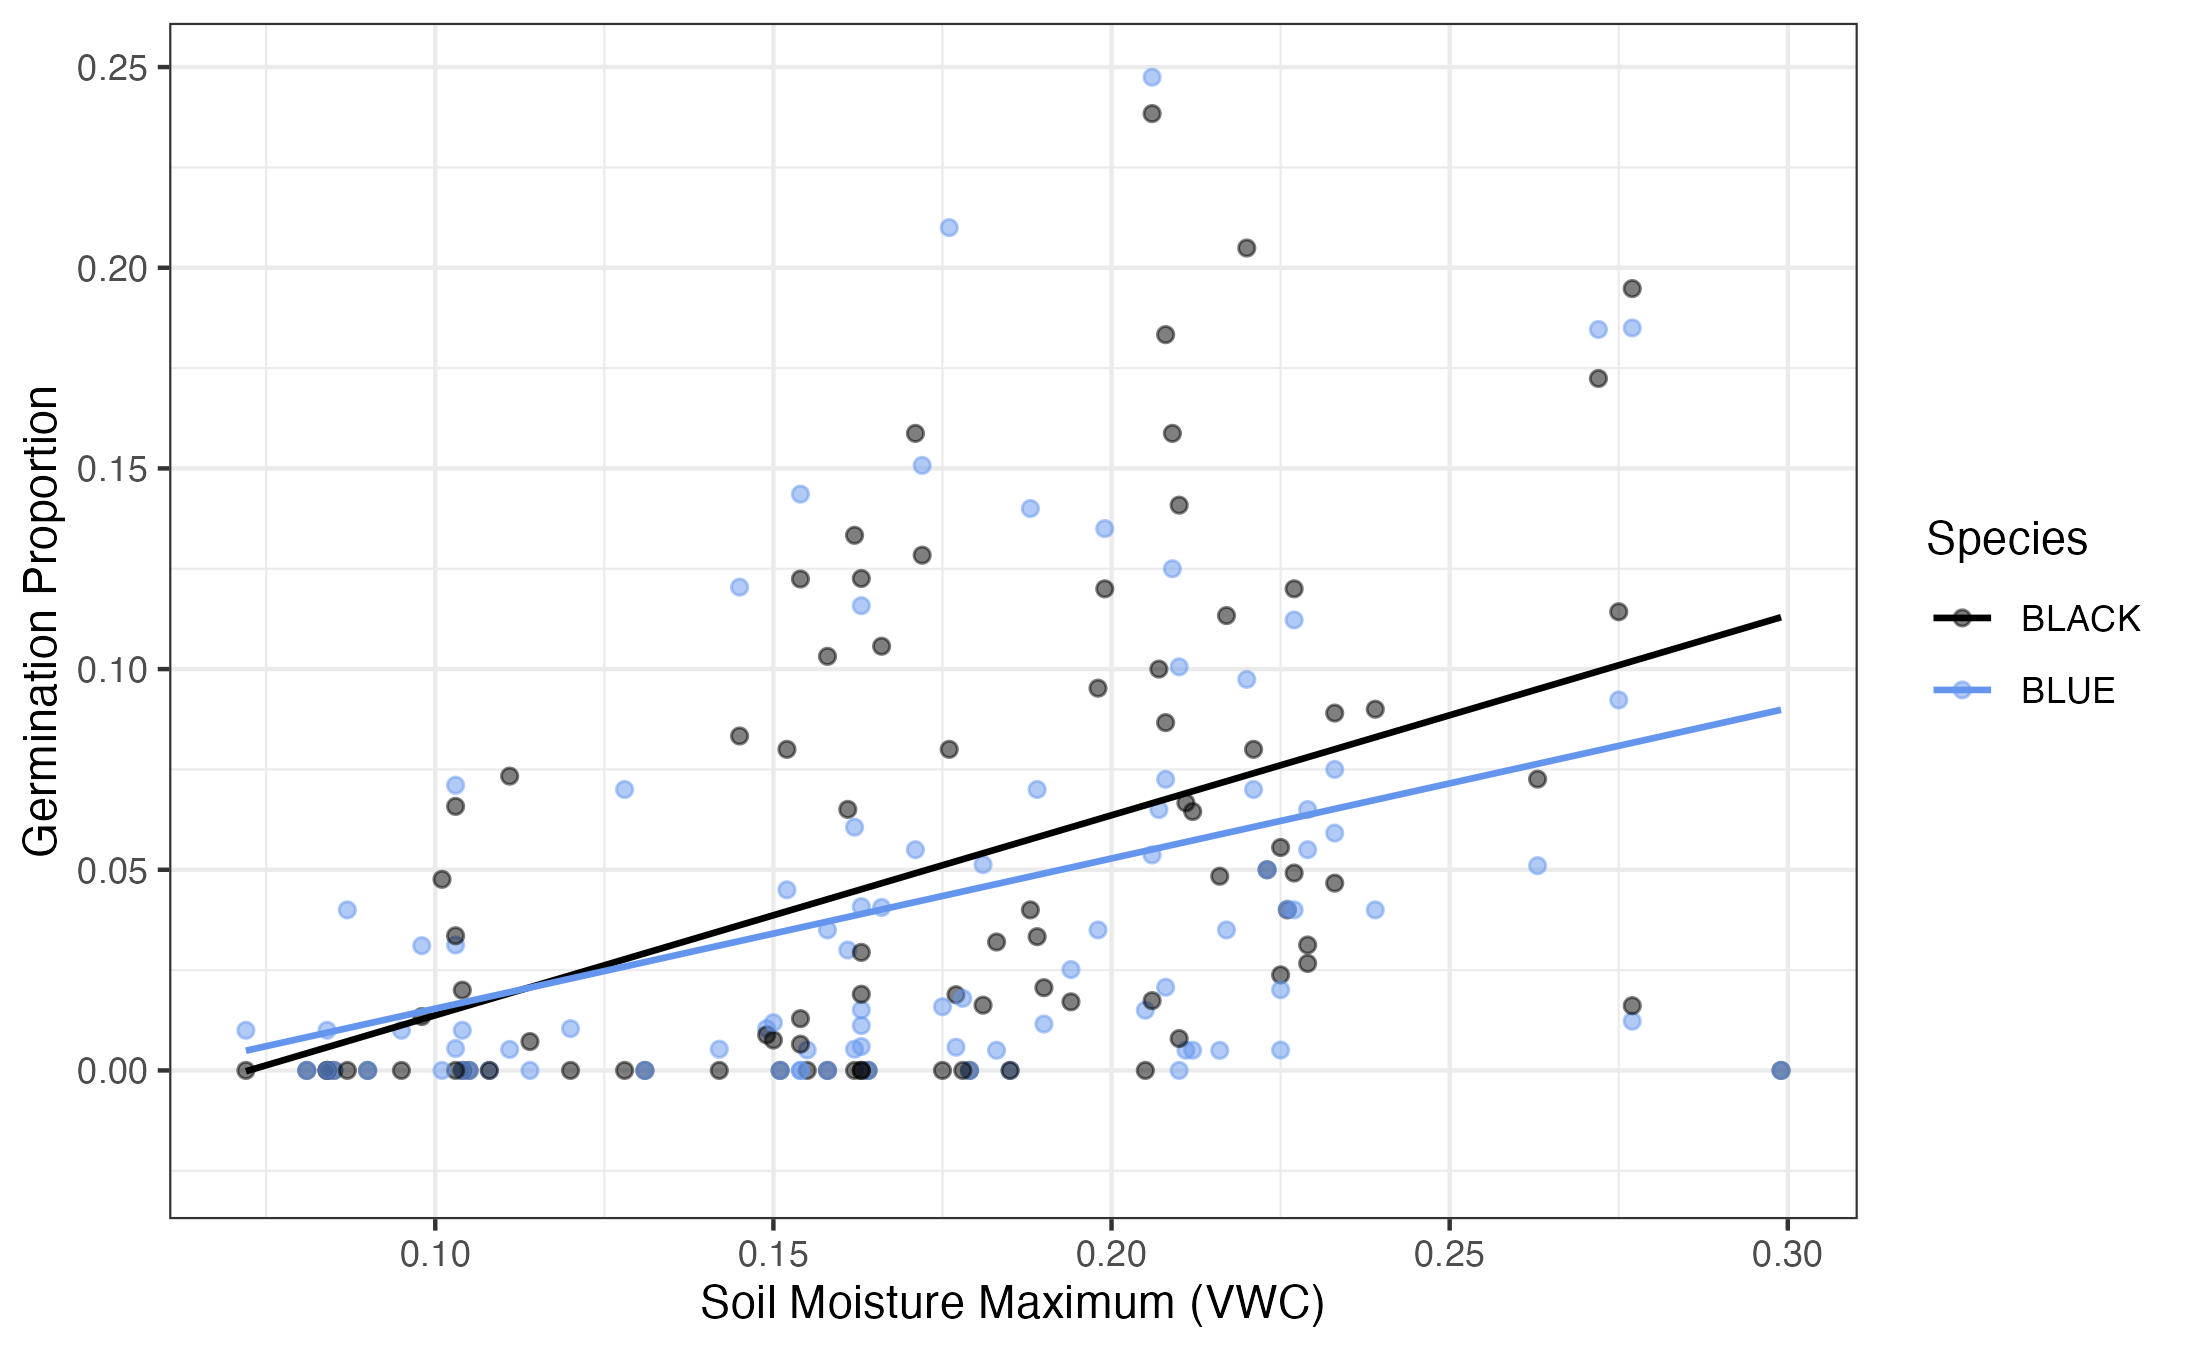 0.25
0.20
0.15
0.10
0.05
0.00
Germination Proportion
0.10 0.15 0.20 0.25 0.30
Soil Moisture Maximum (VWC)
Species
BLACK
BLUE